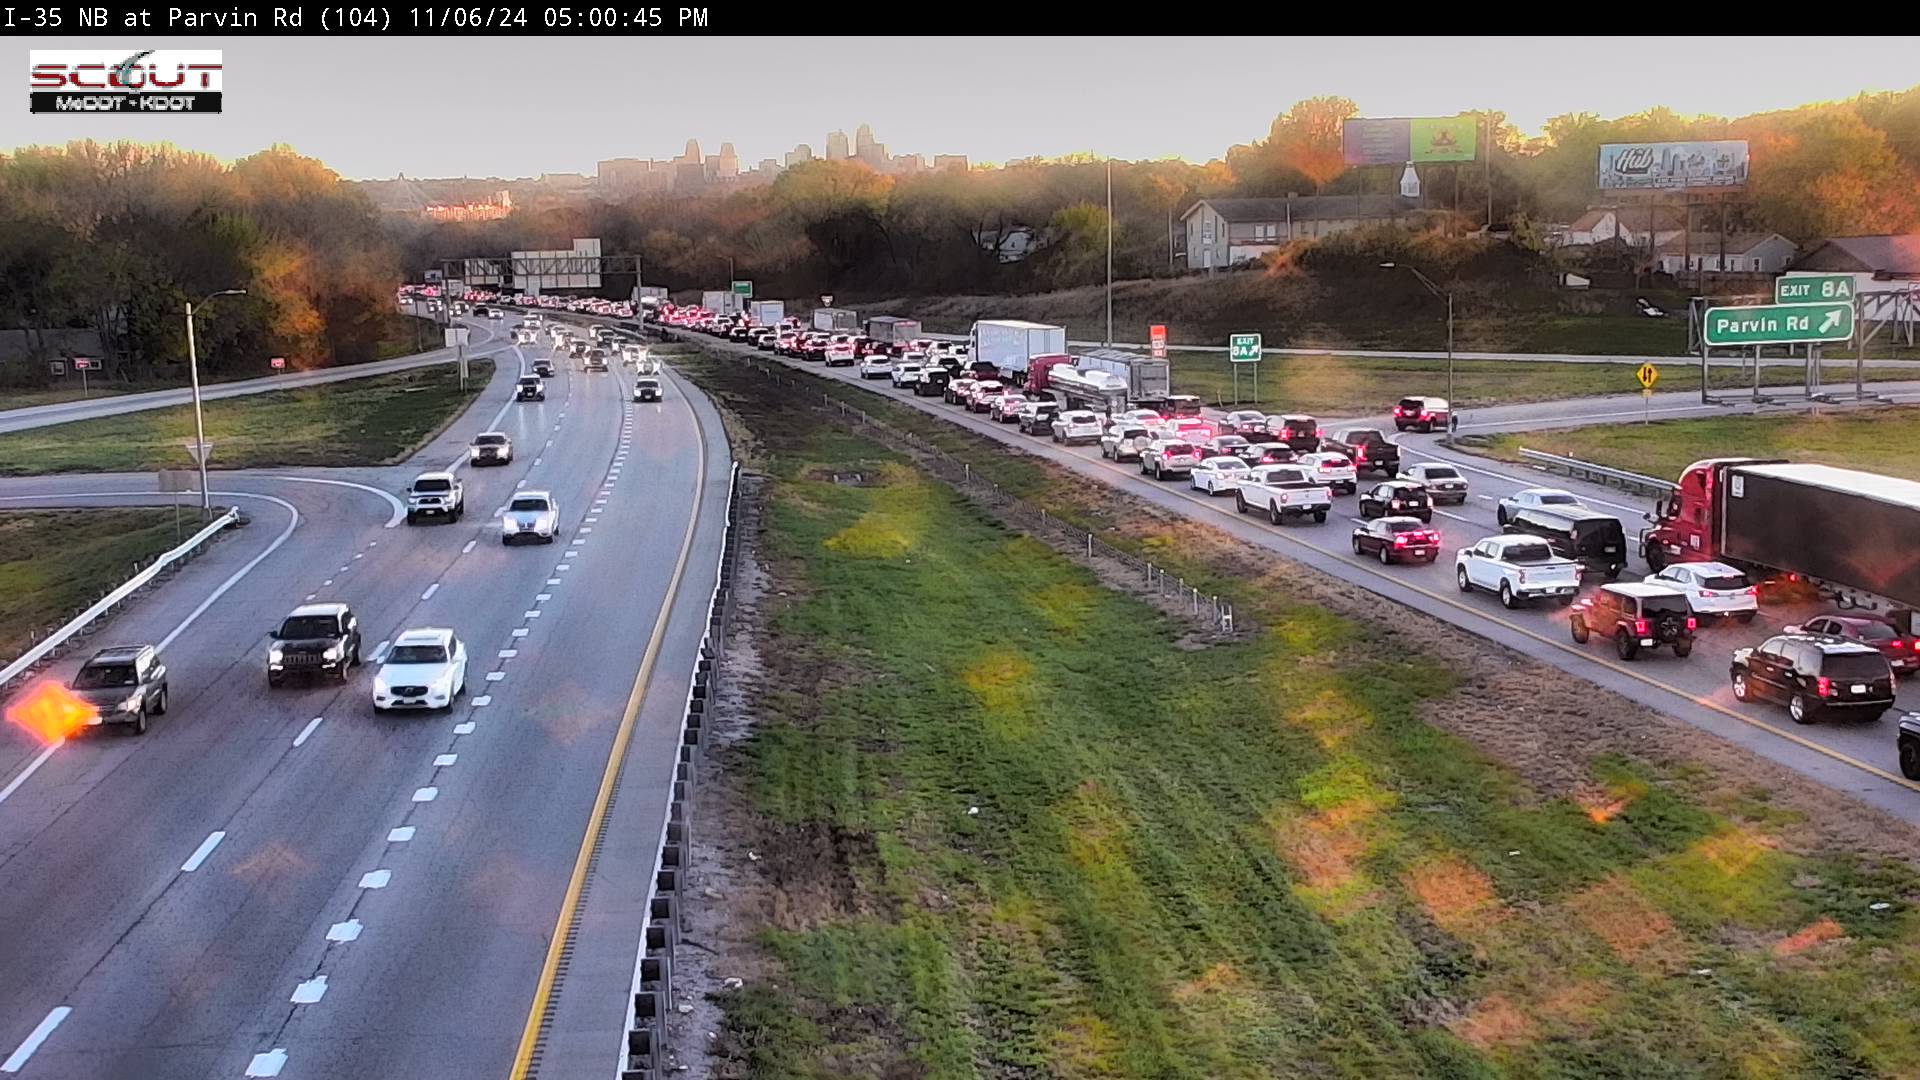 I-35 NB at Parvin Rd (104) 11/06/24 05:00:45 PM
SCOUT
MoDOT - KDOT
Hub
EXIT 8A
Parvin Rd
EXIT
8A